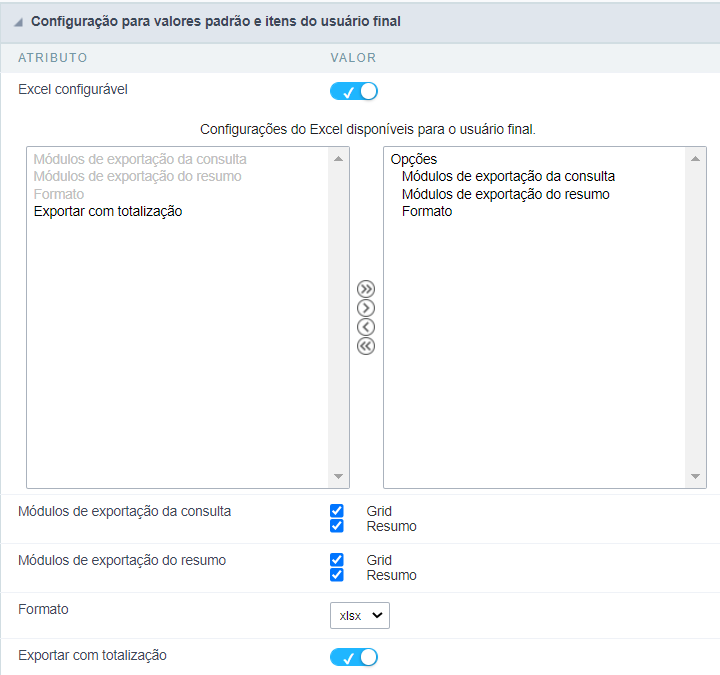 Configuração para valores padrão e itens do usuário final
ATRIBUTO VALOR
Excel configurável
Configurações do Excel disponíveis para o usuário final.
Módulos de exportação da consulta
Módulos de exportação do resumo
Formato
Exportar com totalização
Opções
Módulos de exportação da consulta
Módulos de exportação do resumo
Formato
Módulos de exportação da consulta Grid
Resumo
Módulos de exportação do resumo Grid
Resumo
Formato xlsx
Exportar com totalização